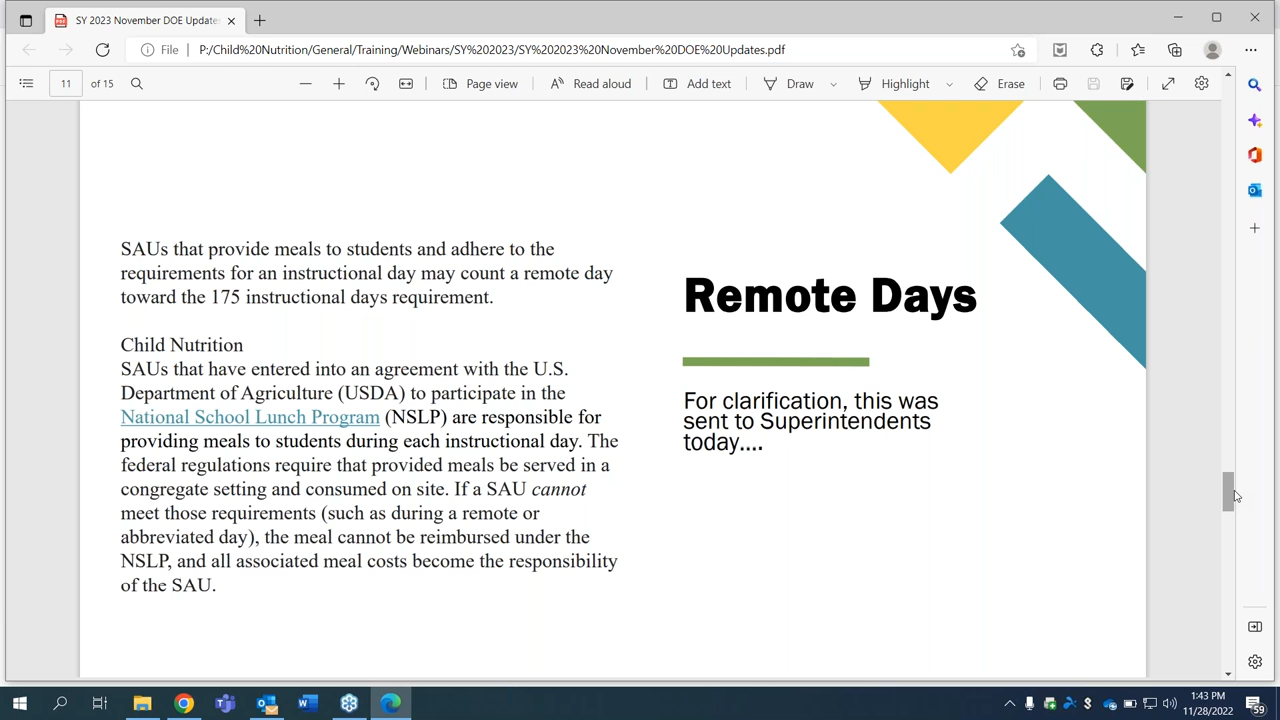 SY 2023 November DOE Update
File
P:/Child%20Nutrition/General/Training/Webinars/SY%202023/SY%202023%20November%20DOE%20Updates.pdf
11 of 15
Page view
Read aloud
Add text
Draw
Highlight
Erase
SAUs that provide meals to students and adhere to the
requirements for an instructional day may count a remote day
toward the 175 instructional days requirement.
Child Nutrition
SAUs that have entered into an agreement with the U.S.
Department of Agriculture (USDA) to participate in the
National School Lunch Program (NSLP) are responsible for
providing meals to students during each instructional day. The
federal regulations require that provided meals be served in a
congregate setting and consumed on site. If a SAU cannot
meet those requirements (such as during a remote or
abbreviated day), the meal cannot be reimbursed under the
NSLP, and all associated meal costs become the responsibility
of the SAU.
Remote Days
For clarification, this was
sent to Superintendents
today....
1:43 PM
11/28/2022
59